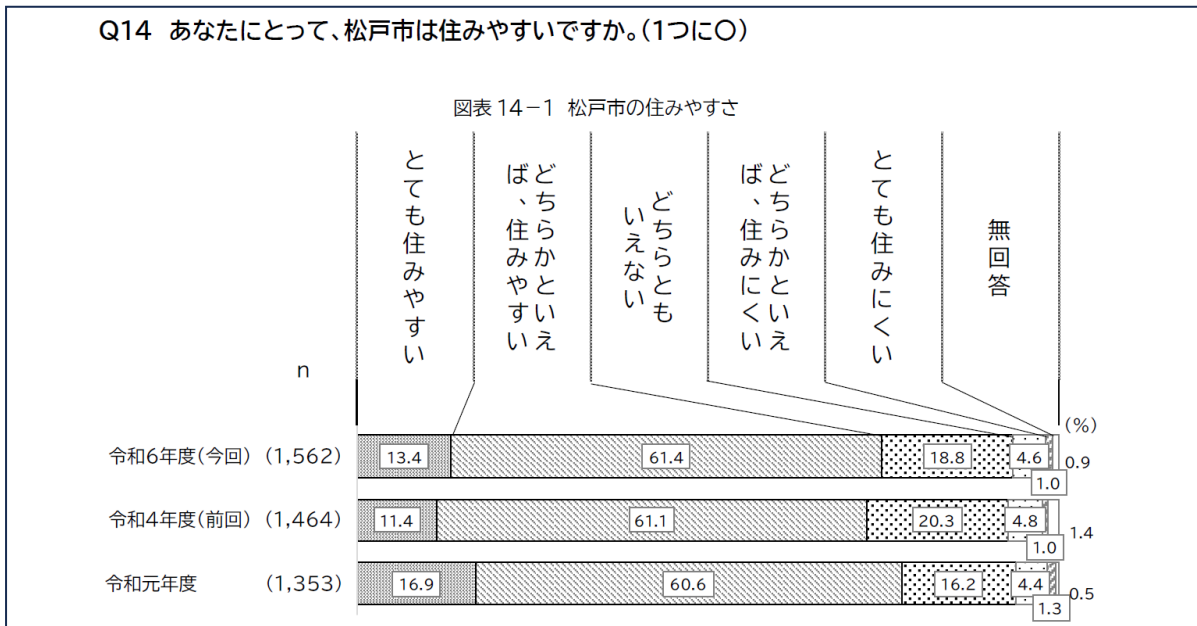 Q14 あなたにとって、松戸市は住みやすいですか。(1つに〇)
図表 14－1 松戸市の住みやすさ
とても住みやすい
どちらかといえ
ば、住みやすい
どちらとも
いえない
どちらかといえ
ば、住みにくい
とても住みにくい
無回答
n
(%)
令和6年度(今回) (1,562) 13.4 61.4 18.8 4.6 1.0 0.9
令和4年度(前回) (1,464) 11.4 61.1 20.3 4.8 1.0 1.4
令和元年度 (1,353) 16.9 60.6 16.2 4.4 1.3 0.5